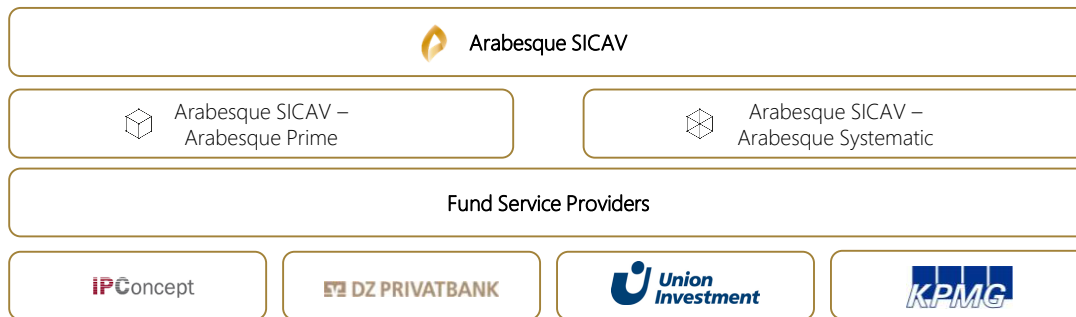 Arabesque SICAV
Arabesque SICAV –
Arabesque Prime
Arabesque SICAV –
Arabesque Systematic
Fund Service Providers
IPConcept
DZ PRIVATBANK
Union
Investment
KPMG